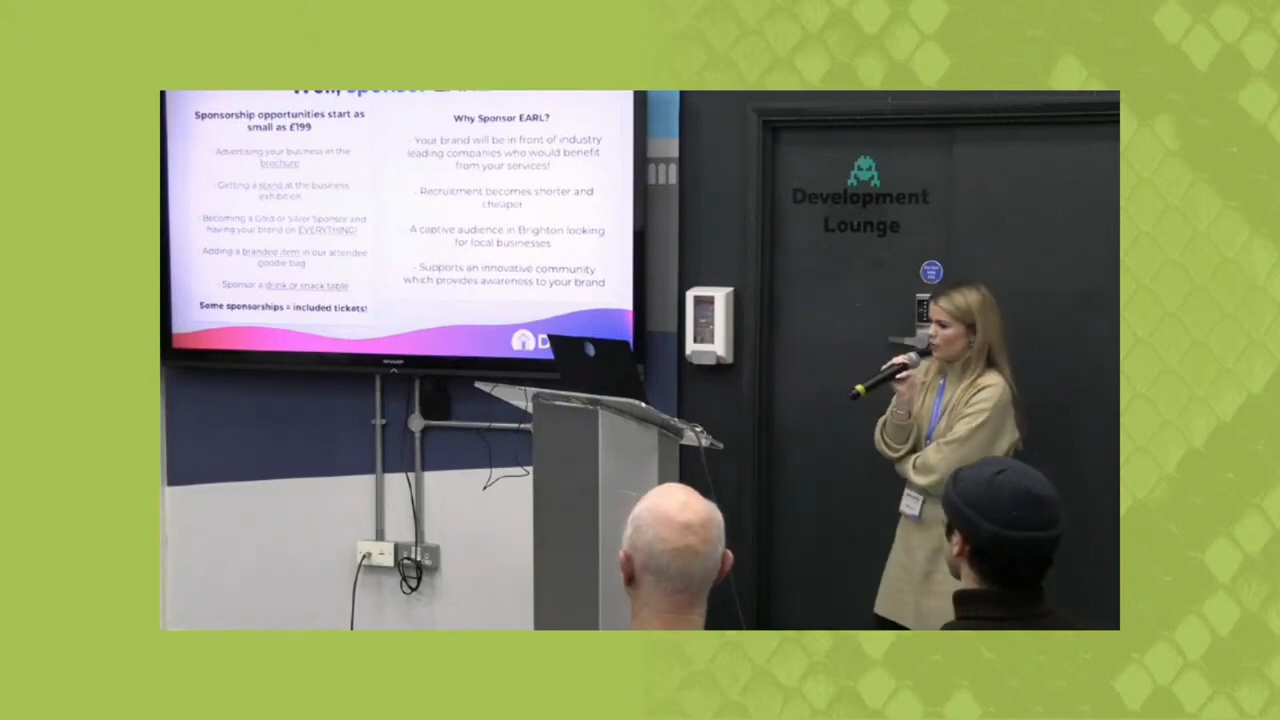 Well, sponsor
Sponsorship opportunities start as
small as £199
Advertising your business in the
brochure
- Getting a stand at the business
exhibition
- Becoming a Gold or Silver Sponsor and
having your brand on EVERYTHING!
- Adding a branded item in our attendee
goodie bag
- Sponsor a drink or snack table
Some sponsorships = included tickets!
Why Sponsor EARL?
- Your brand will be in front of industry
leading companies who would benefit
from your services!
- Recruitment becomes shorter and
cheaper
- A captive audience in Brighton looking
for local businesses
- Supports an innovative community
which provides awareness to your brand
D
SHARP
Development
Lounge